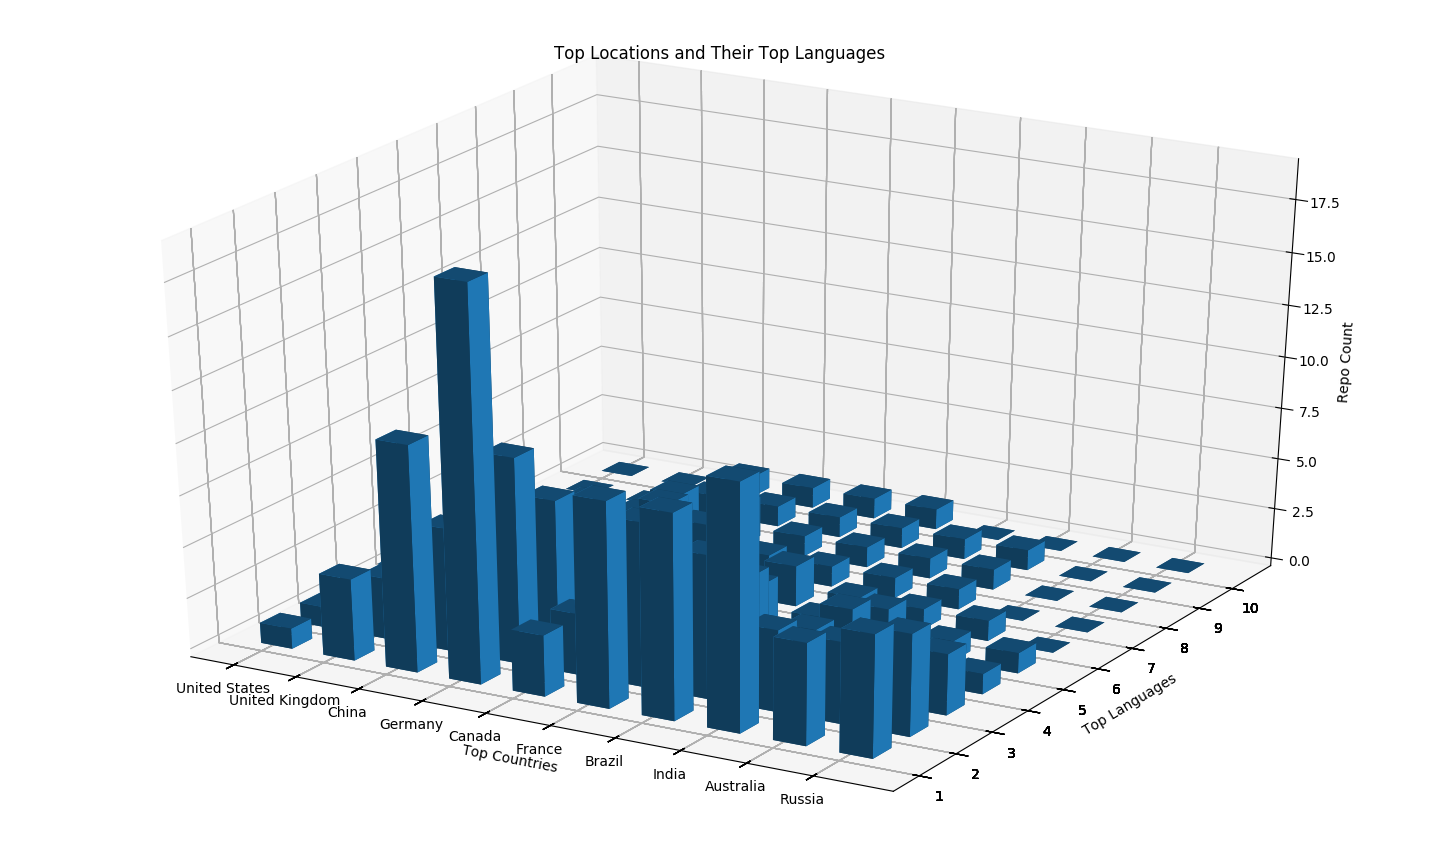 Top Locations and Their Top Languages
17.5
15.0
12.5
10.0
7.5
5.0
2.5
0.0
Repo Count
United States
United Kingdom
China
Germany
Canada
France
Brazil
India
Australia
Russia
Top Countries
1
2
3
4
5
6
7
8
9
10
Top Languages